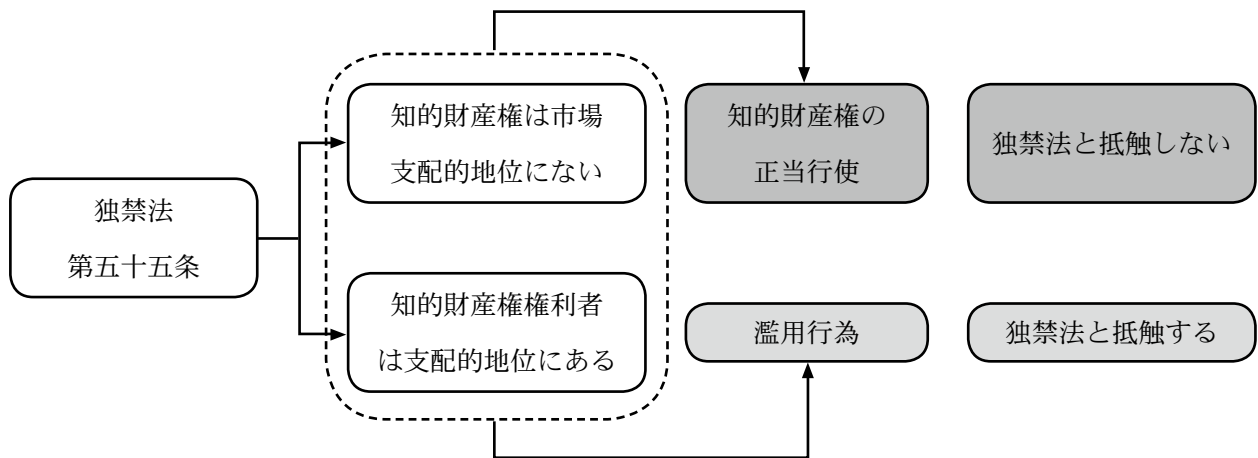 独禁法
第五十五条
知的財産権は市場
支配的地位にない
知的財産権権利者
は支配的地位にある
知的財産権の
正当行使
濫用行為
独禁法と抵触しない
独禁法と抵触する